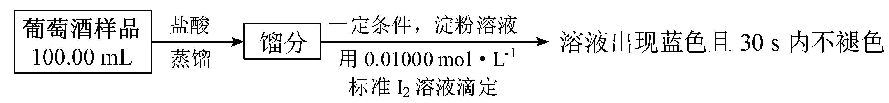 葡萄酒样品
100.00 mL
盐酸
蒸馏
馏分
一定条件，淀粉溶液
用 0.01000 mol·L⁻¹
标准 I₂ 溶液滴定
溶液出现蓝色且 30 s 内不褪色